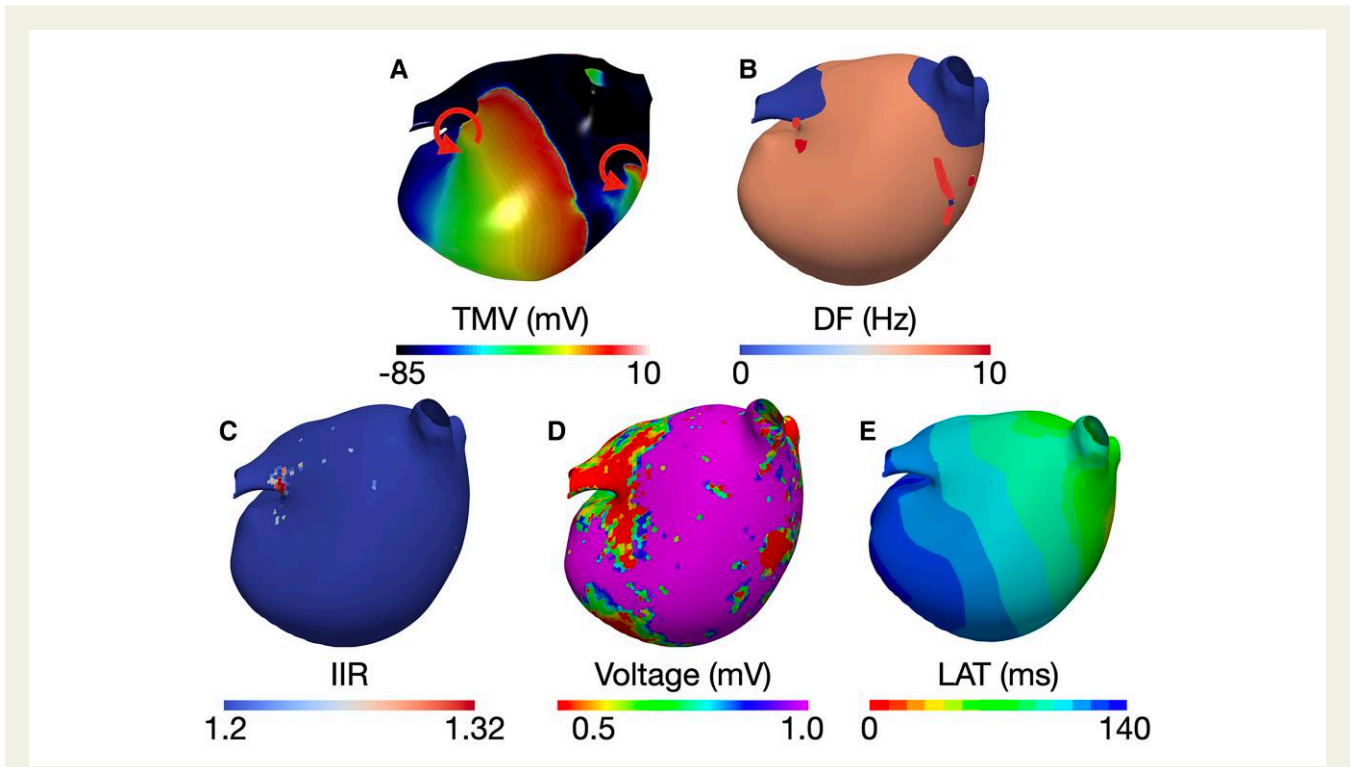 A
B
TMV (mV)
DF (Hz)
-85
10
0
10
C
D
E
IIR
Voltage (mV)
LAT (ms)
1.2
1.32
0.5
1.0
0
140